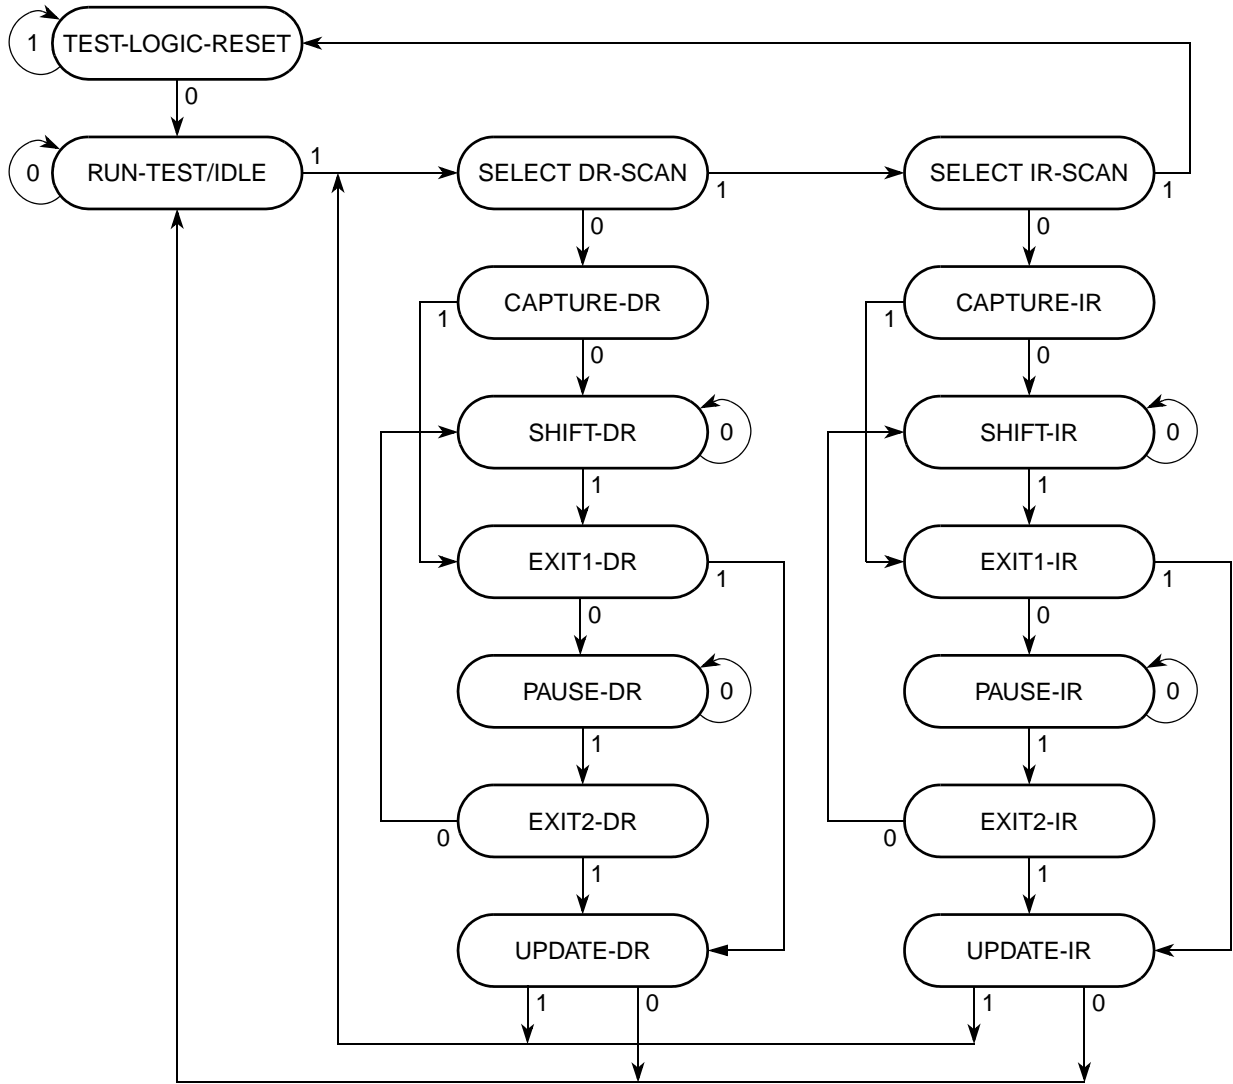 1 TEST-LOGIC-RESET
0
0 RUN-TEST/IDLE 1 SELECT DR-SCAN 1 SELECT IR-SCAN 1
0 0
CAPTURE-DR CAPTURE-IR
1 1
0 0
SHIFT-DR 0 SHIFT-IR 0
1 1
EXIT1-DR 1 EXIT1-IR 1
0 0
PAUSE-DR 0 PAUSE-IR 0
1 1
EXIT2-DR EXIT2-IR
0 0
1 1
UPDATE-DR UPDATE-IR
1 0 1 0